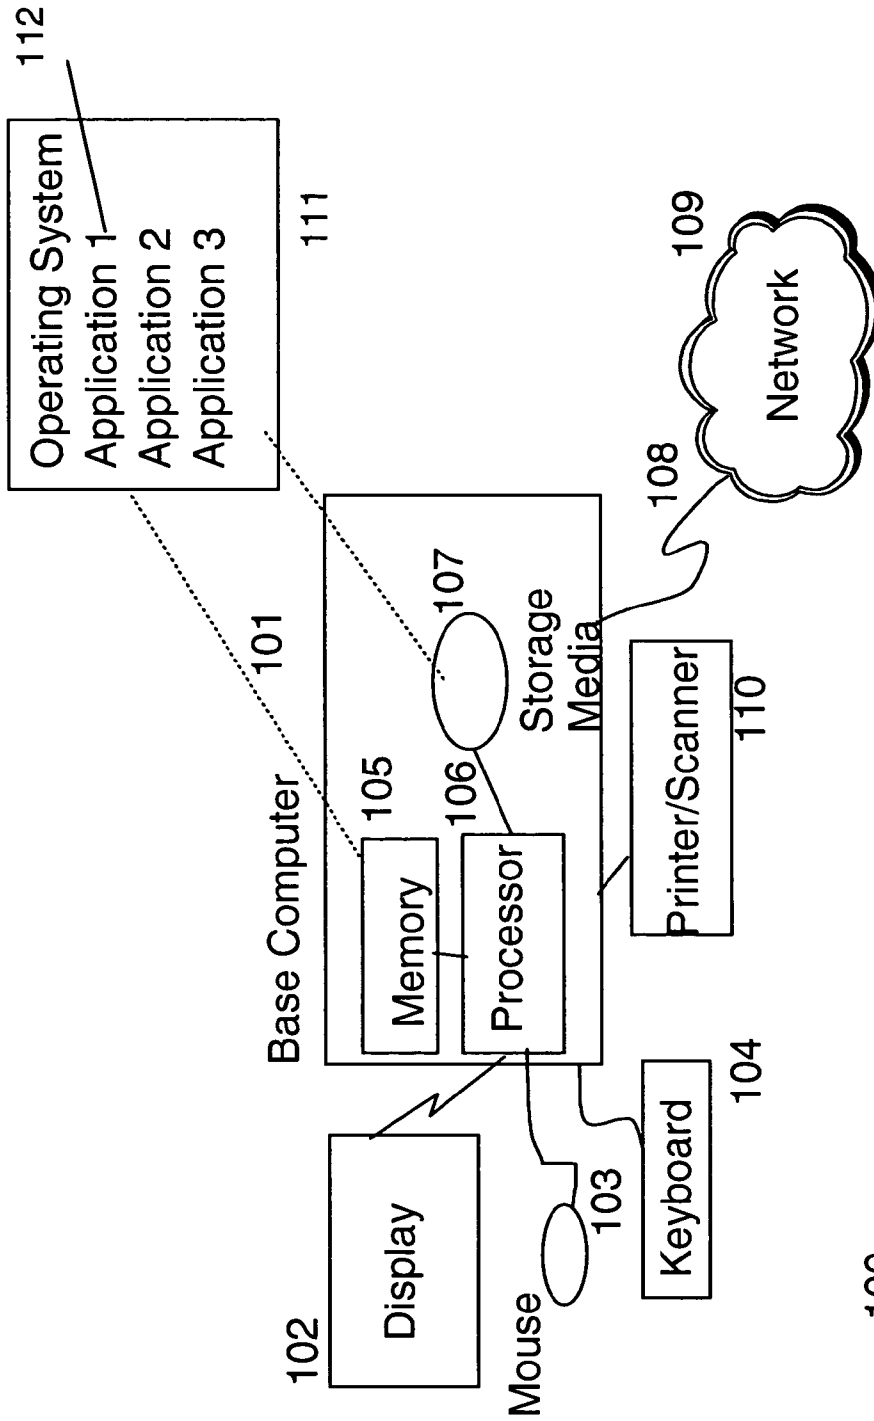 112
Operating System
Application 1
Application 2
Application 3
111
101
Base Computer
102
Display
105
Memory
106
107
Processor
Mouse
Storage
Media
103
108
109
Keyboard
Printer/Scanner
104
110
Network